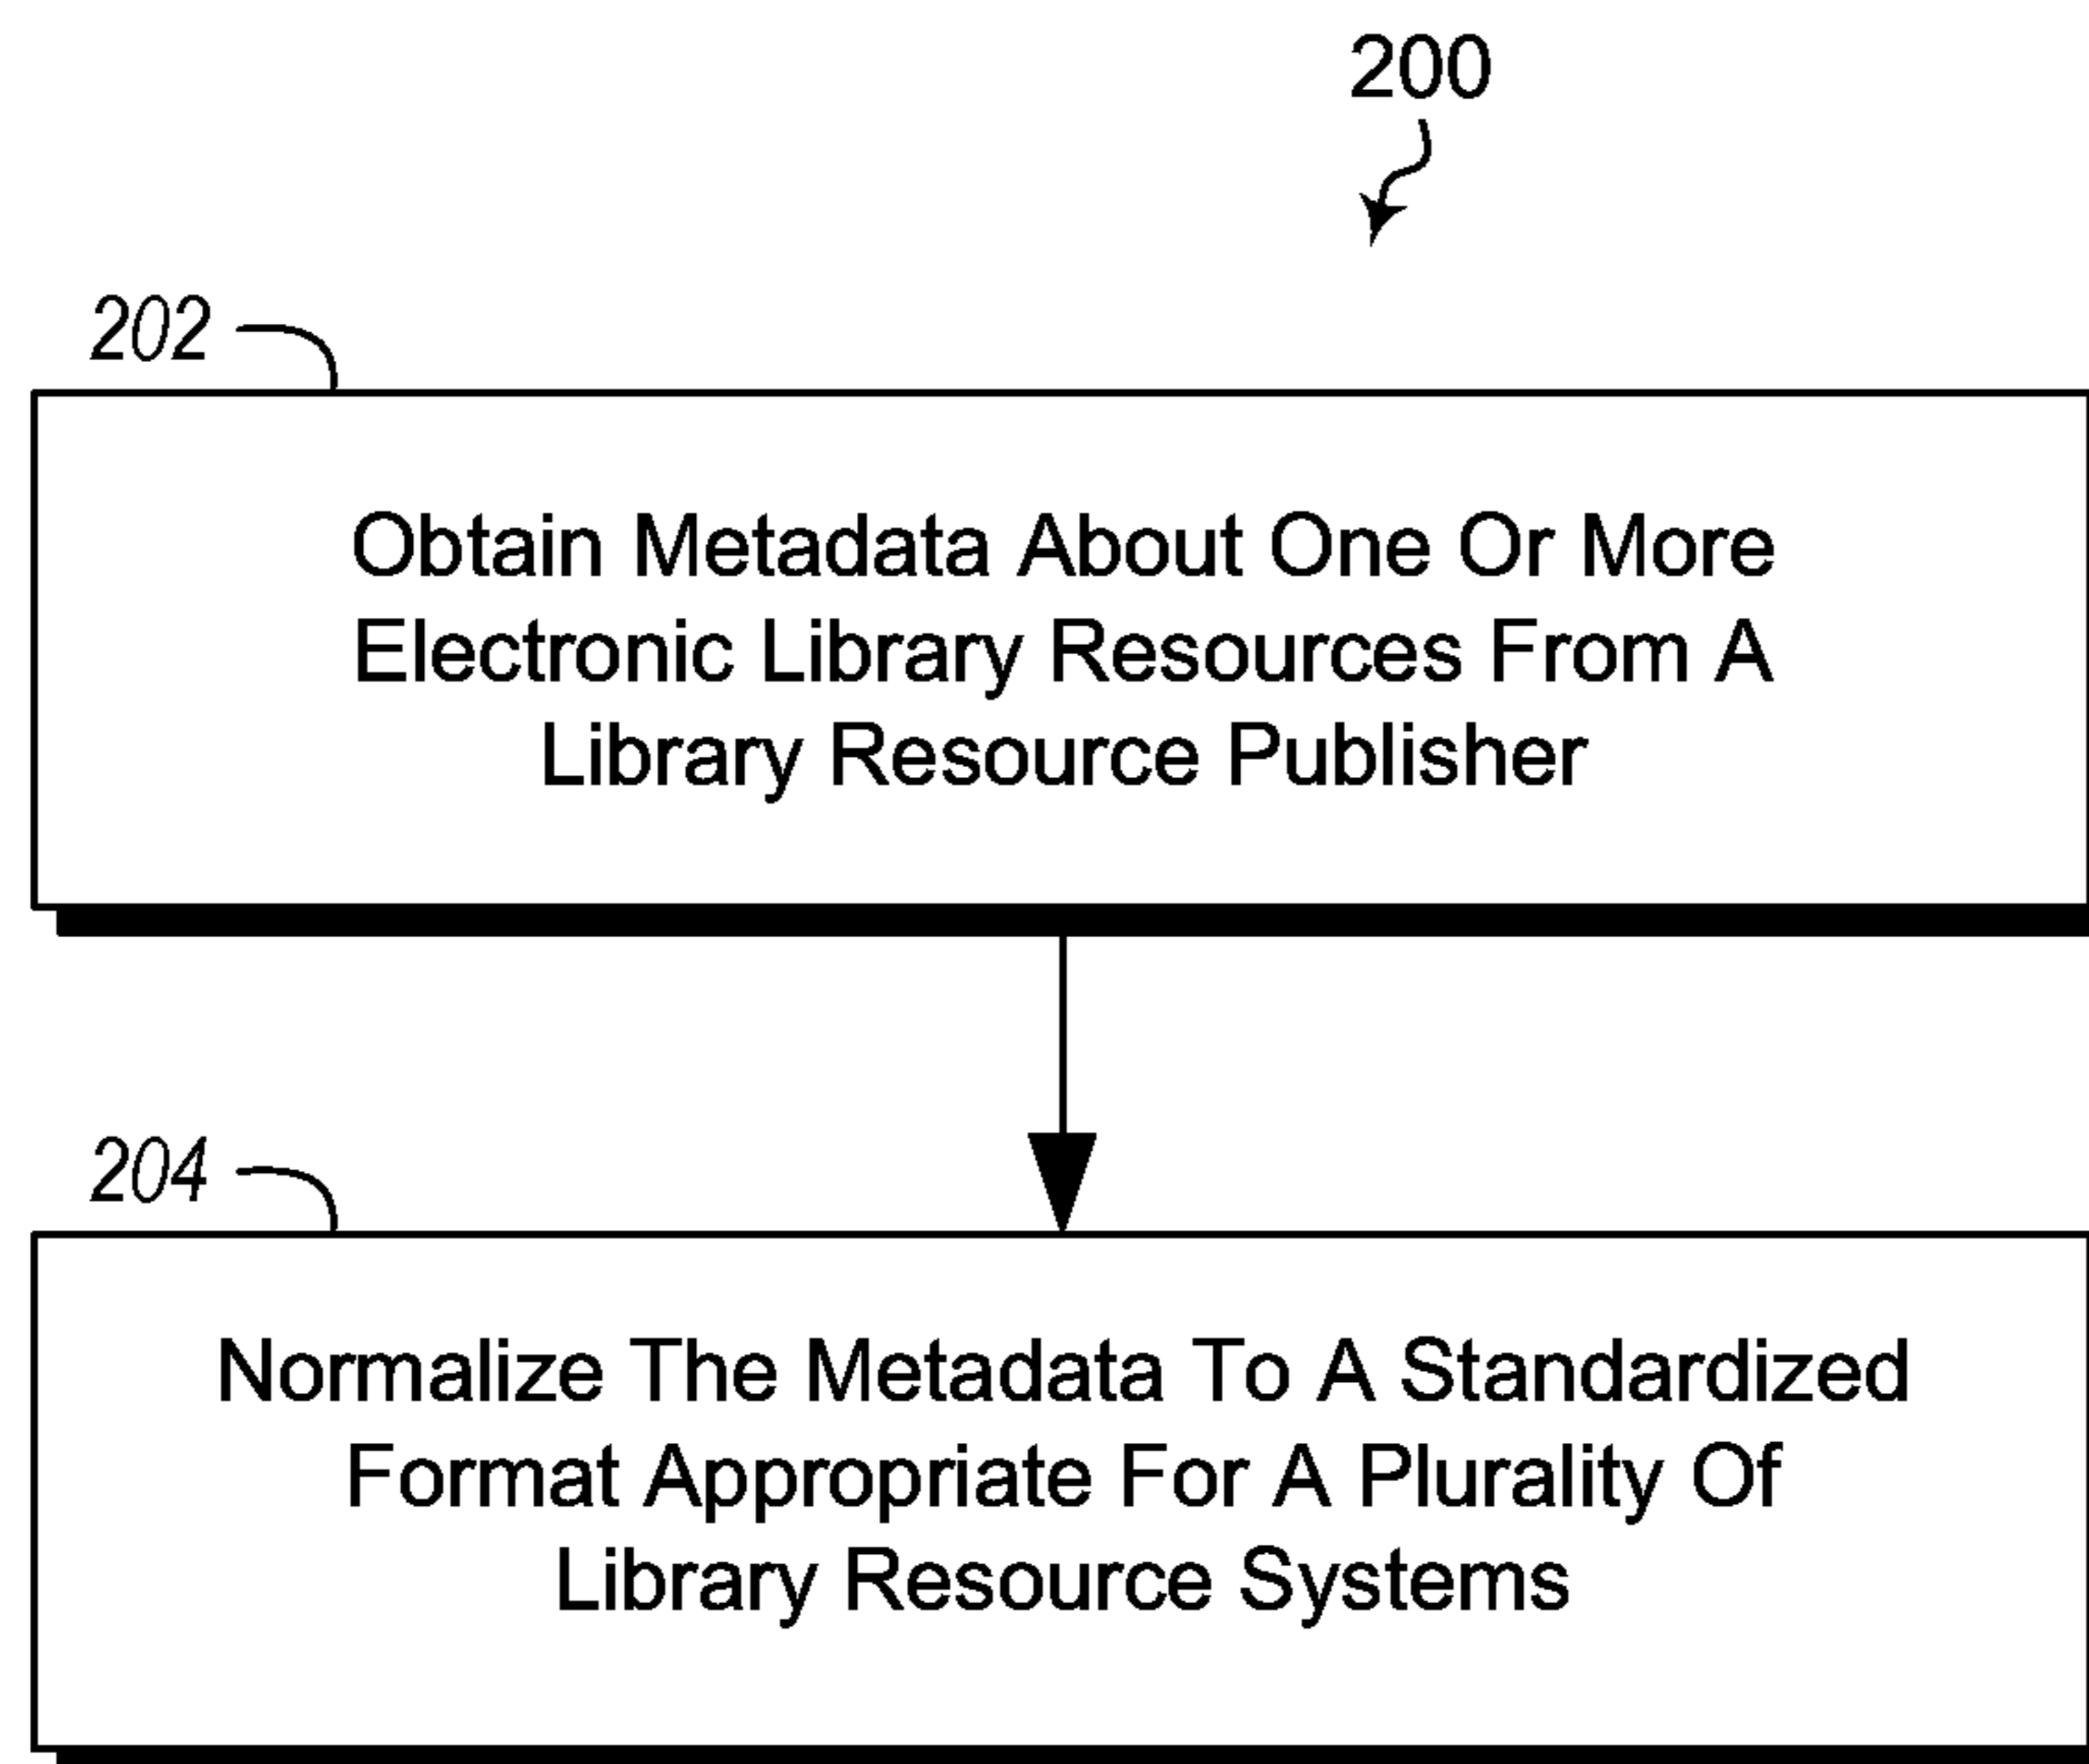 200
202
Obtain Metadata About One Or More
Electronic Library Resources From A
Library Resource Publisher
204
Normalize The Metadata To A Standardized
Format Appropriate For A Plurality Of
Library Resource Systems